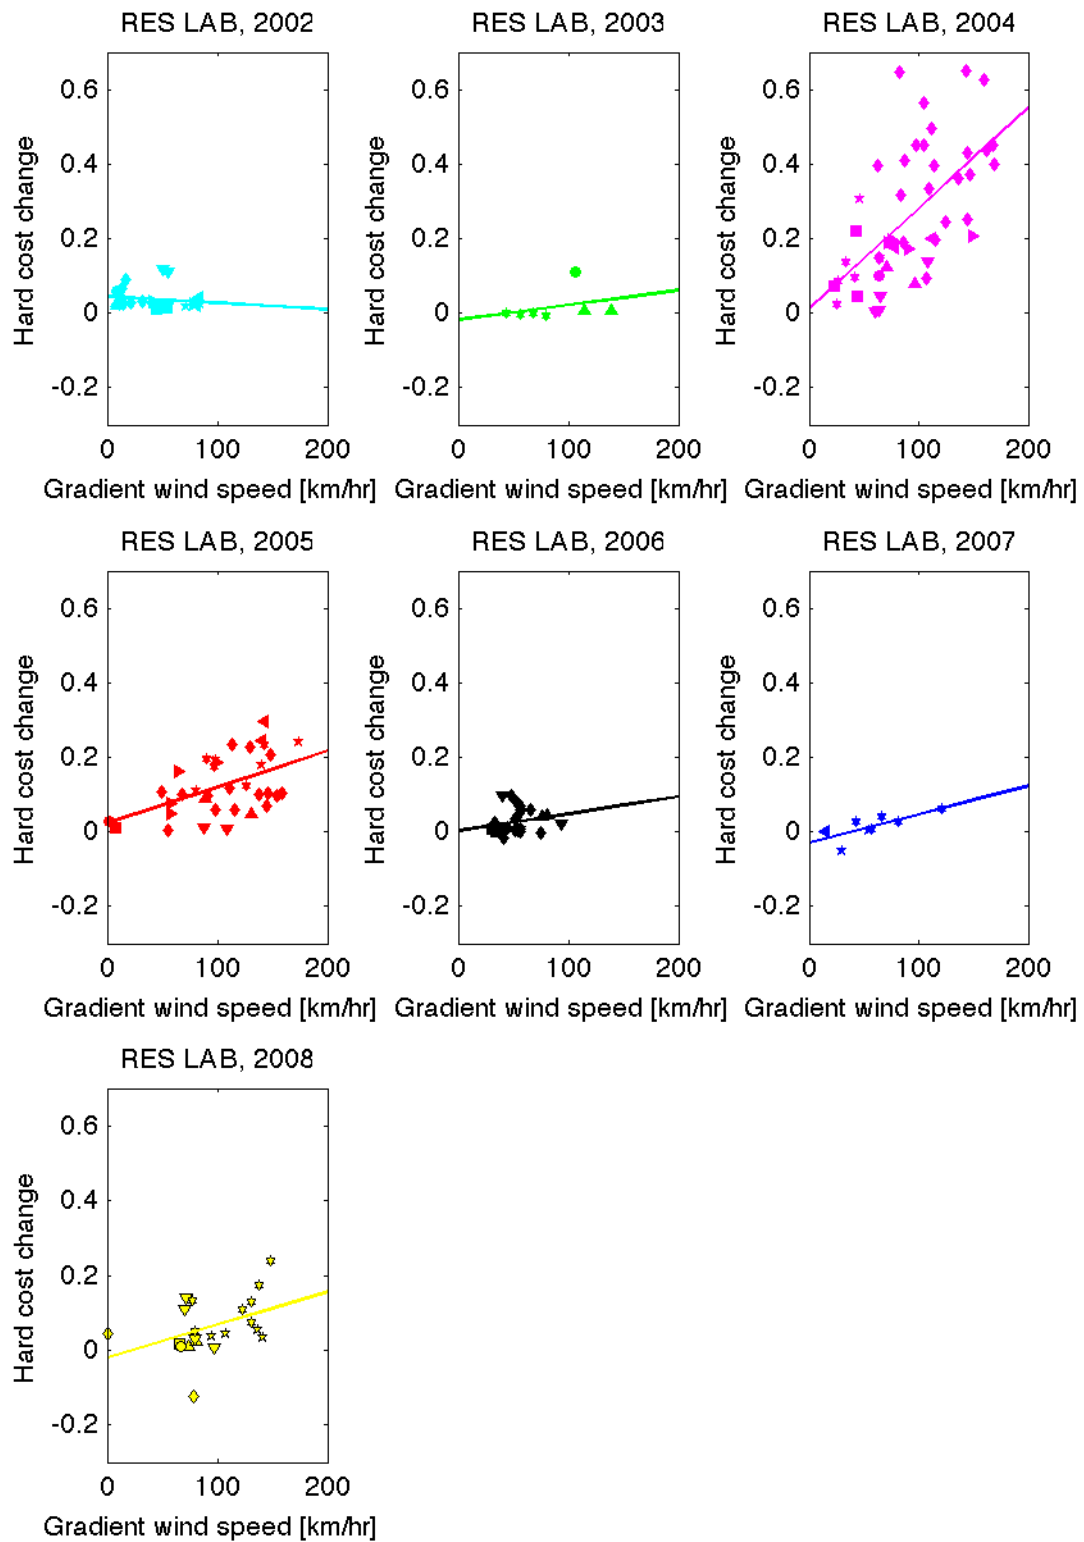 RES LAB, 2002 RES LAB, 2003 RES LAB, 2004
0.6 0.6 0.6
0.4 0.4 0.4
0.2 0.2 0.2
0 0 0
-0.2 -0.2 -0.2
Hard cost change Hard cost change Hard cost change
0 100 200 0 100 200 0 100 200
Gradient wind speed [km/hr] Gradient wind speed [km/hr] Gradient wind speed [km/hr]
RES LAB, 2005 RES LAB, 2006 RES LAB, 2007
0.6 0.6 0.6
0.4 0.4 0.4
0.2 0.2 0.2
0 0 0
-0.2 -0.2 -0.2
Hard cost change Hard cost change Hard cost change
0 100 200 0 100 200 0 100 200
Gradient wind speed [km/hr] Gradient wind speed [km/hr] Gradient wind speed [km/hr]
RES LAB, 2008
0.6
0.4
0.2
0
-0.2
Hard cost change
0 100 200
Gradient wind speed [km/hr]